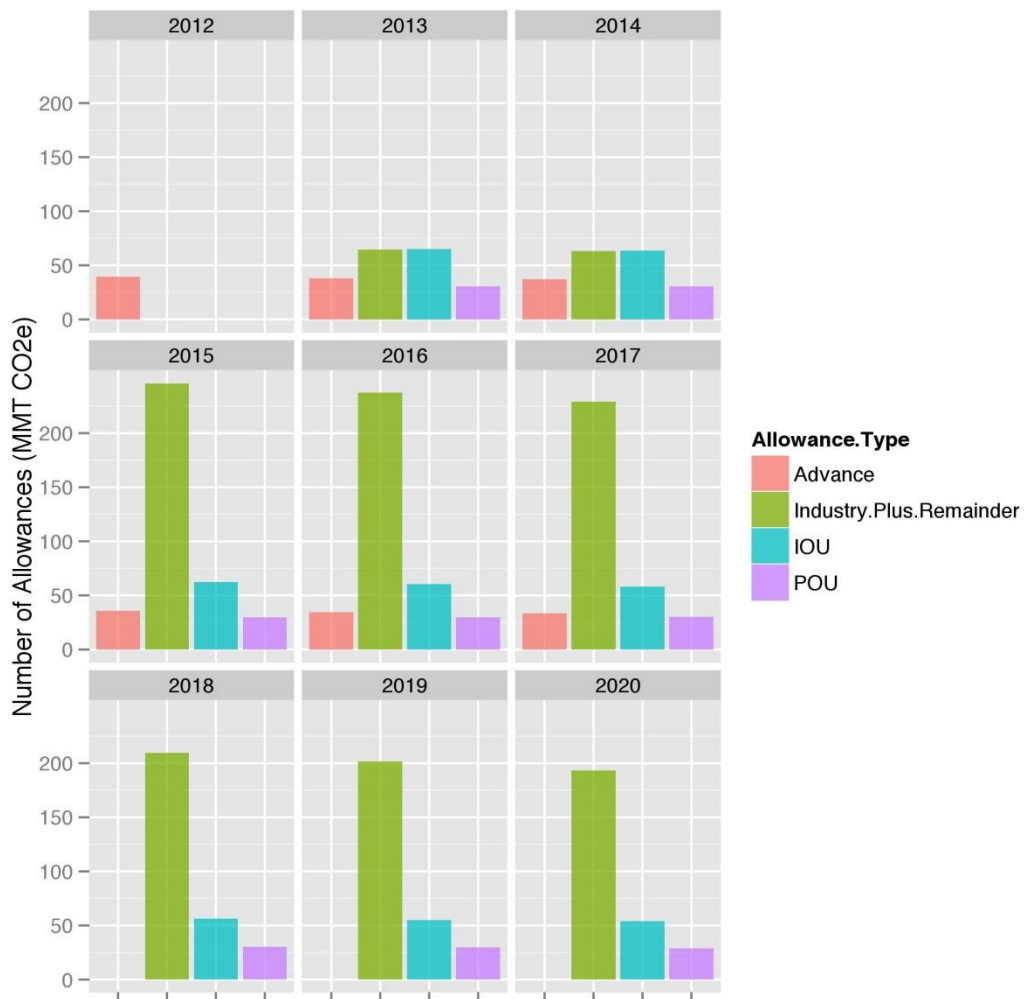 2012 2013 2014
200
150
100
50
0
2015 2016 2017
200
150
100
50
0
2018 2019 2020
200
150
100
50
0
Number of Allowances (MMT CO2e)
Allowance.Type
Advance
Industry.Plus.Remainder
IOU
POU